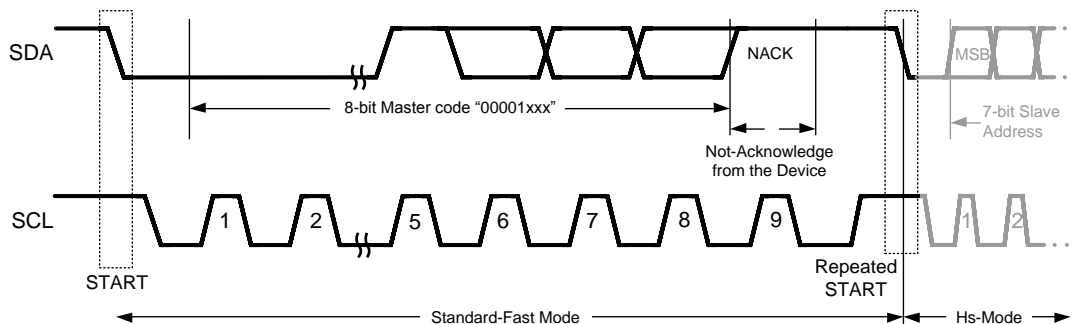 SDA
NACK
MSB
8-bit Master code “00001xxx”
7-bit Slave
Address
Not-Acknowledge
from the Device
SCL
1 2 5 6 7 8 9 1 2
START
Repeated
START
Standard-Fast Mode
Hs-Mode